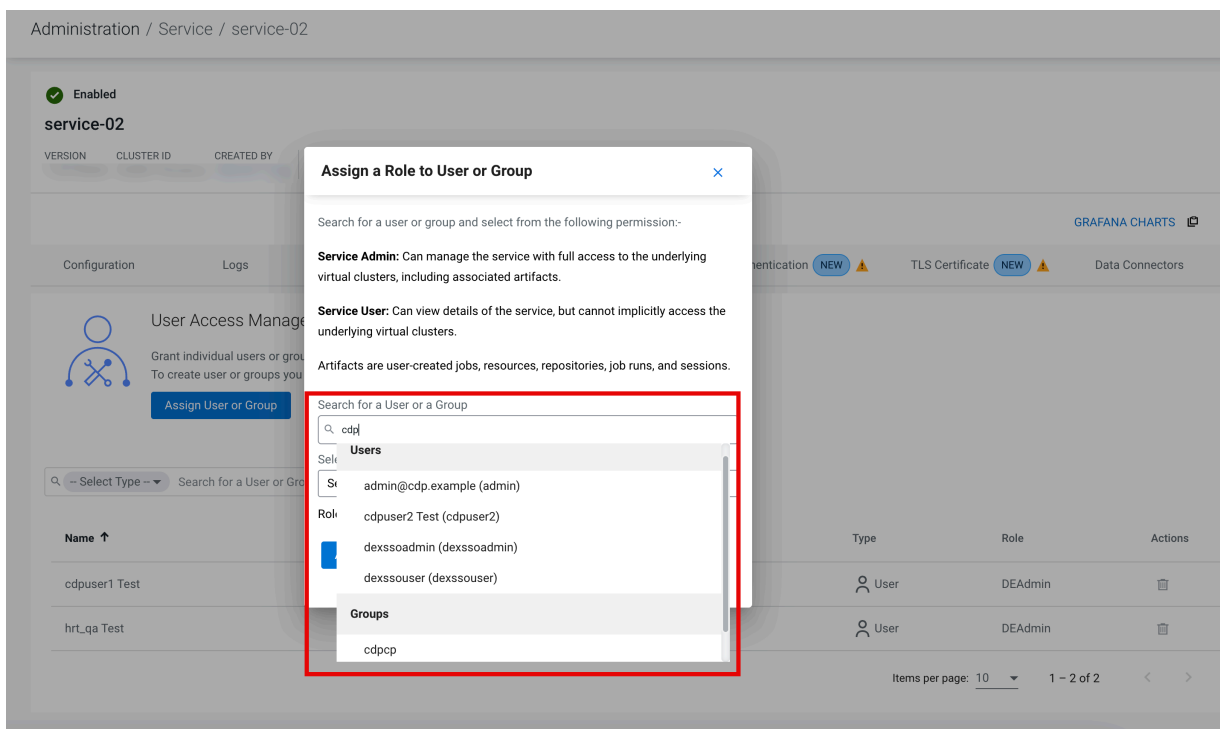 Administration / Service / service-02
Enabled
service-02
VERSION CLUSTER ID CREATED BY
GRAFANA CHARTS
Configuration Logs
hentication NEW TLS Certificate NEW Data Connectors
User Access Manage
Grant individual users or grou
To create user or groups you
Assign User or Group
– Select Type – Search for a User or Gro
Name Type Role Actions
cdpuser1 Test User DEAdmin
hrt_qa Test User DEAdmin
Items per page: 10 1 – 2 of 2
Assign a Role to User or Group
Search for a user or group and select from the following permission:-
Service Admin: Can manage the service with full access to the underlying
virtual clusters, including associated artifacts.
Service User: Can view details of the service, but cannot implicitly access the
underlying virtual clusters.
Artifacts are user-created jobs, resources, repositories, job runs, and sessions.
Search for a User or a Group
cdp
Sele
Se
Role
Users
admin@cdp.example (admin)
cdpuser2 Test (cdpuser2)
dexssoadmin (dexssoadmin)
dexssouser (dexssouser)
Groups
cdpcp